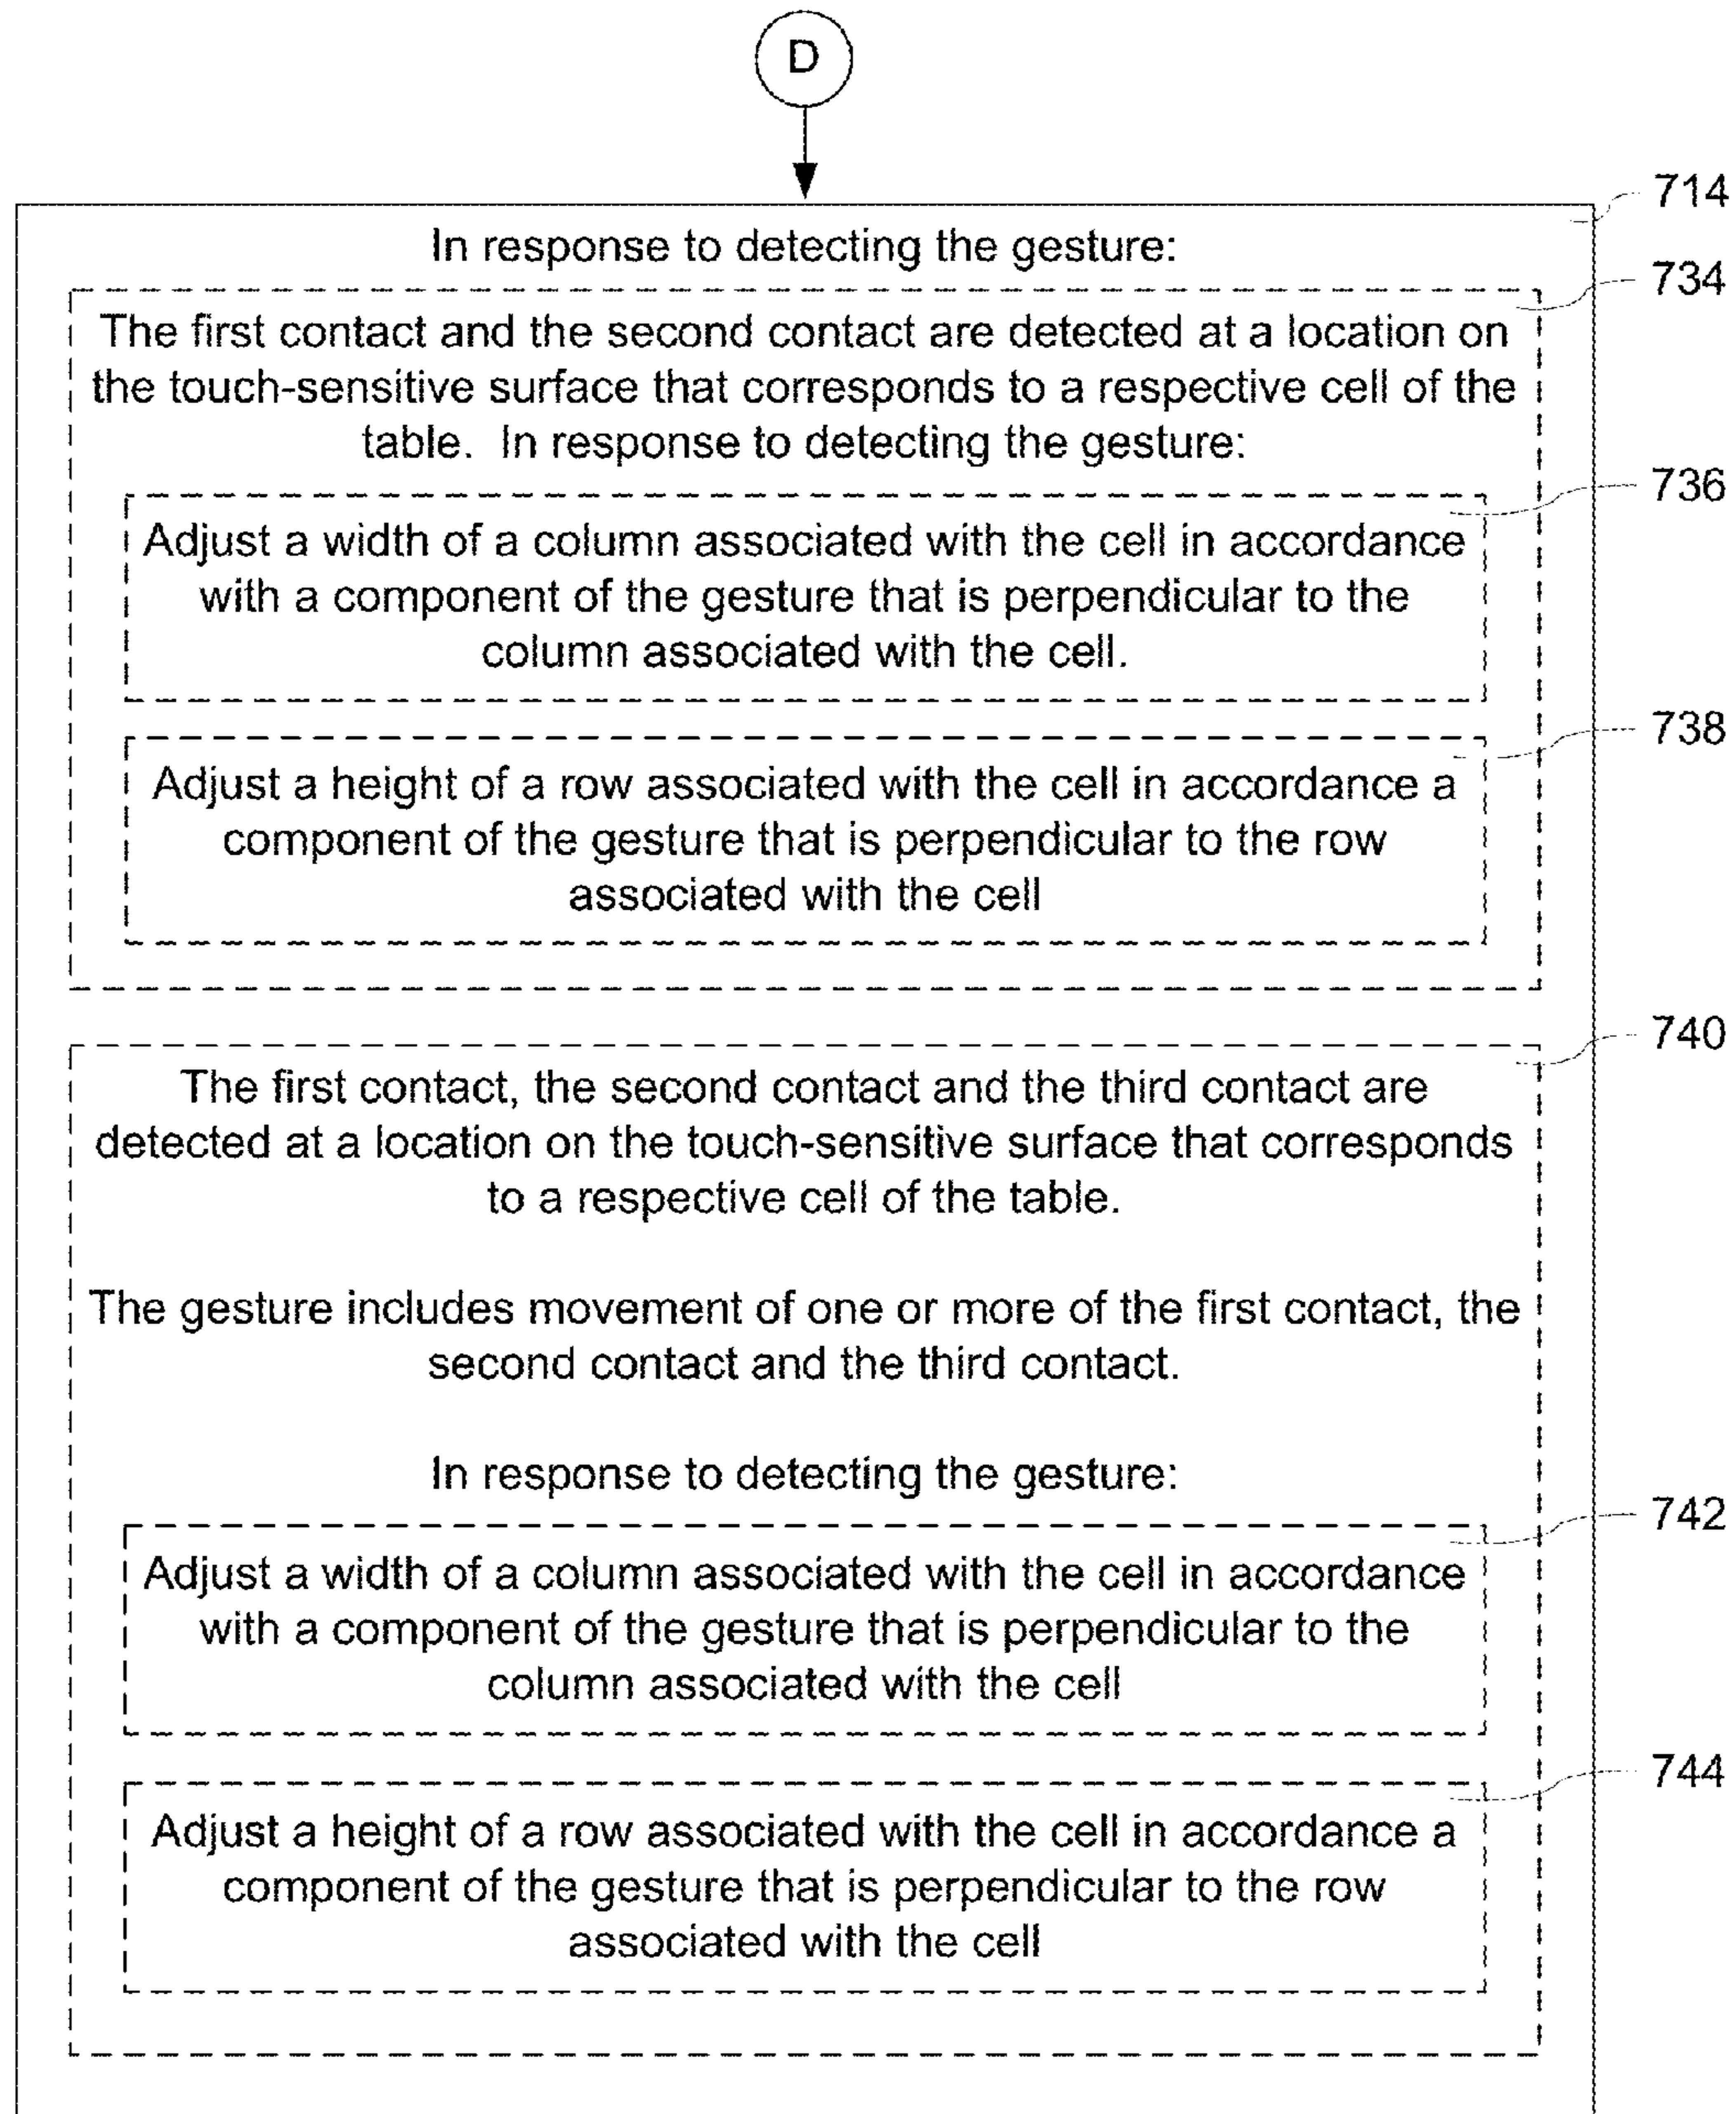 D
714
In response to detecting the gesture:
734
The first contact and the second contact are detected at a location on
the touch-sensitive surface that corresponds to a respective cell of the
table.  In response to detecting the gesture:
736
Adjust a width of a column associated with the cell in accordance
with a component of the gesture that is perpendicular to the
column associated with the cell.
738
Adjust a height of a row associated with the cell in accordance a
component of the gesture that is perpendicular to the row
associated with the cell
740
The first contact, the second contact and the third contact are
detected at a location on the touch-sensitive surface that corresponds
to a respective cell of the table.
The gesture includes movement of one or more of the first contact, the
second contact and the third contact.
In response to detecting the gesture:
742
Adjust a width of a column associated with the cell in accordance
with a component of the gesture that is perpendicular to the
column associated with the cell
744
Adjust a height of a row associated with the cell in accordance a
component of the gesture that is perpendicular to the row
associated with the cell